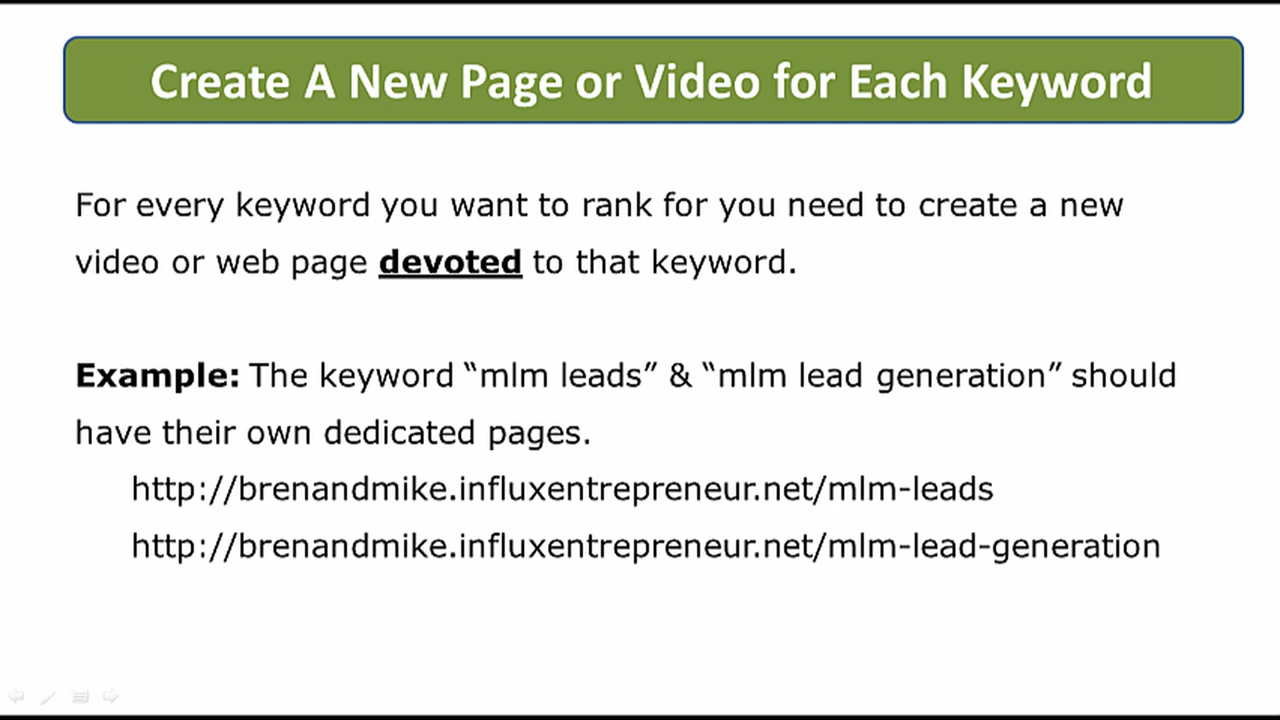 Create A New Page or Video for Each Keyword
For every keyword you want to rank for you need to create a new
video or web page devoted to that keyword.
Example: The keyword “mlm leads” & “mlm lead generation” should
have their own dedicated pages.
http://brenandmike.influxentrepreneur.net/mlm-leads
http://brenandmike.influxentrepreneur.net/mlm-lead-generation